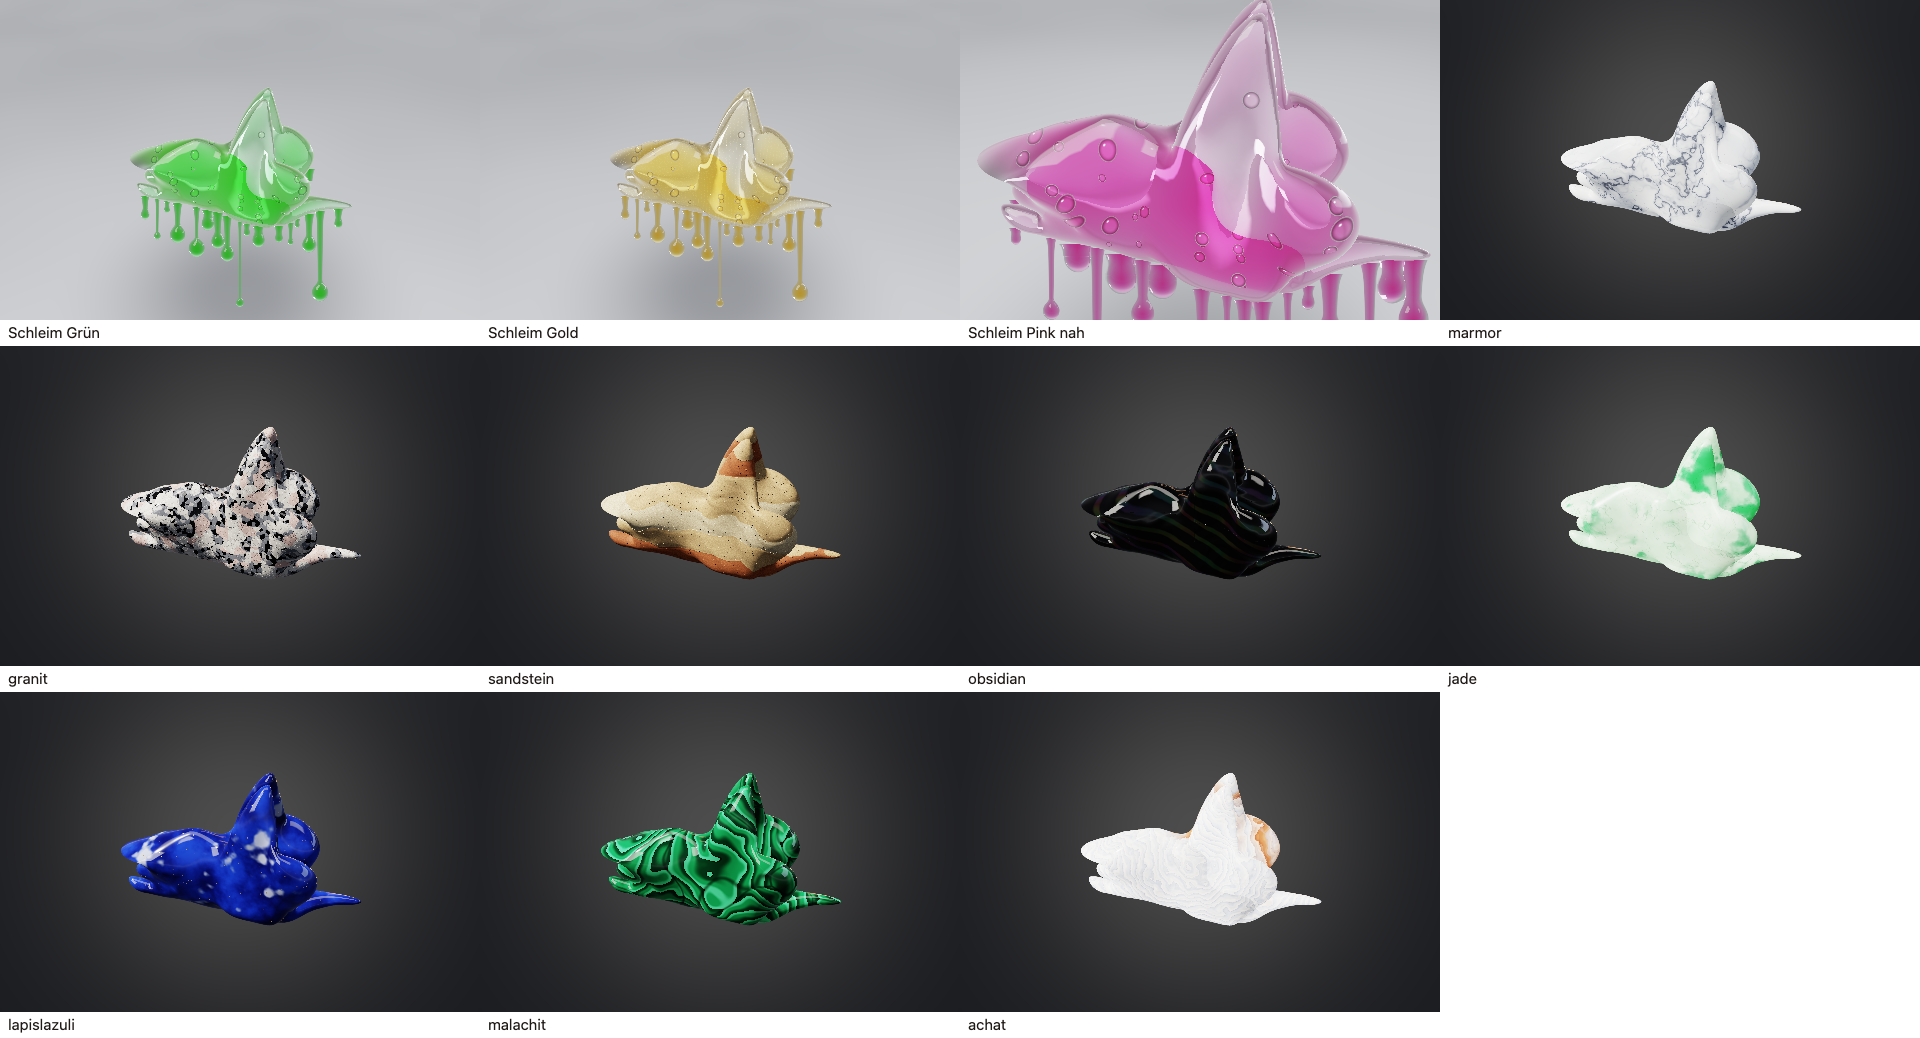 Schleim Grün
Schleim Gold
Schleim Pink nah
marmor
granit
sandstein
obsidian
jade
lapislazuli
malachit
achat